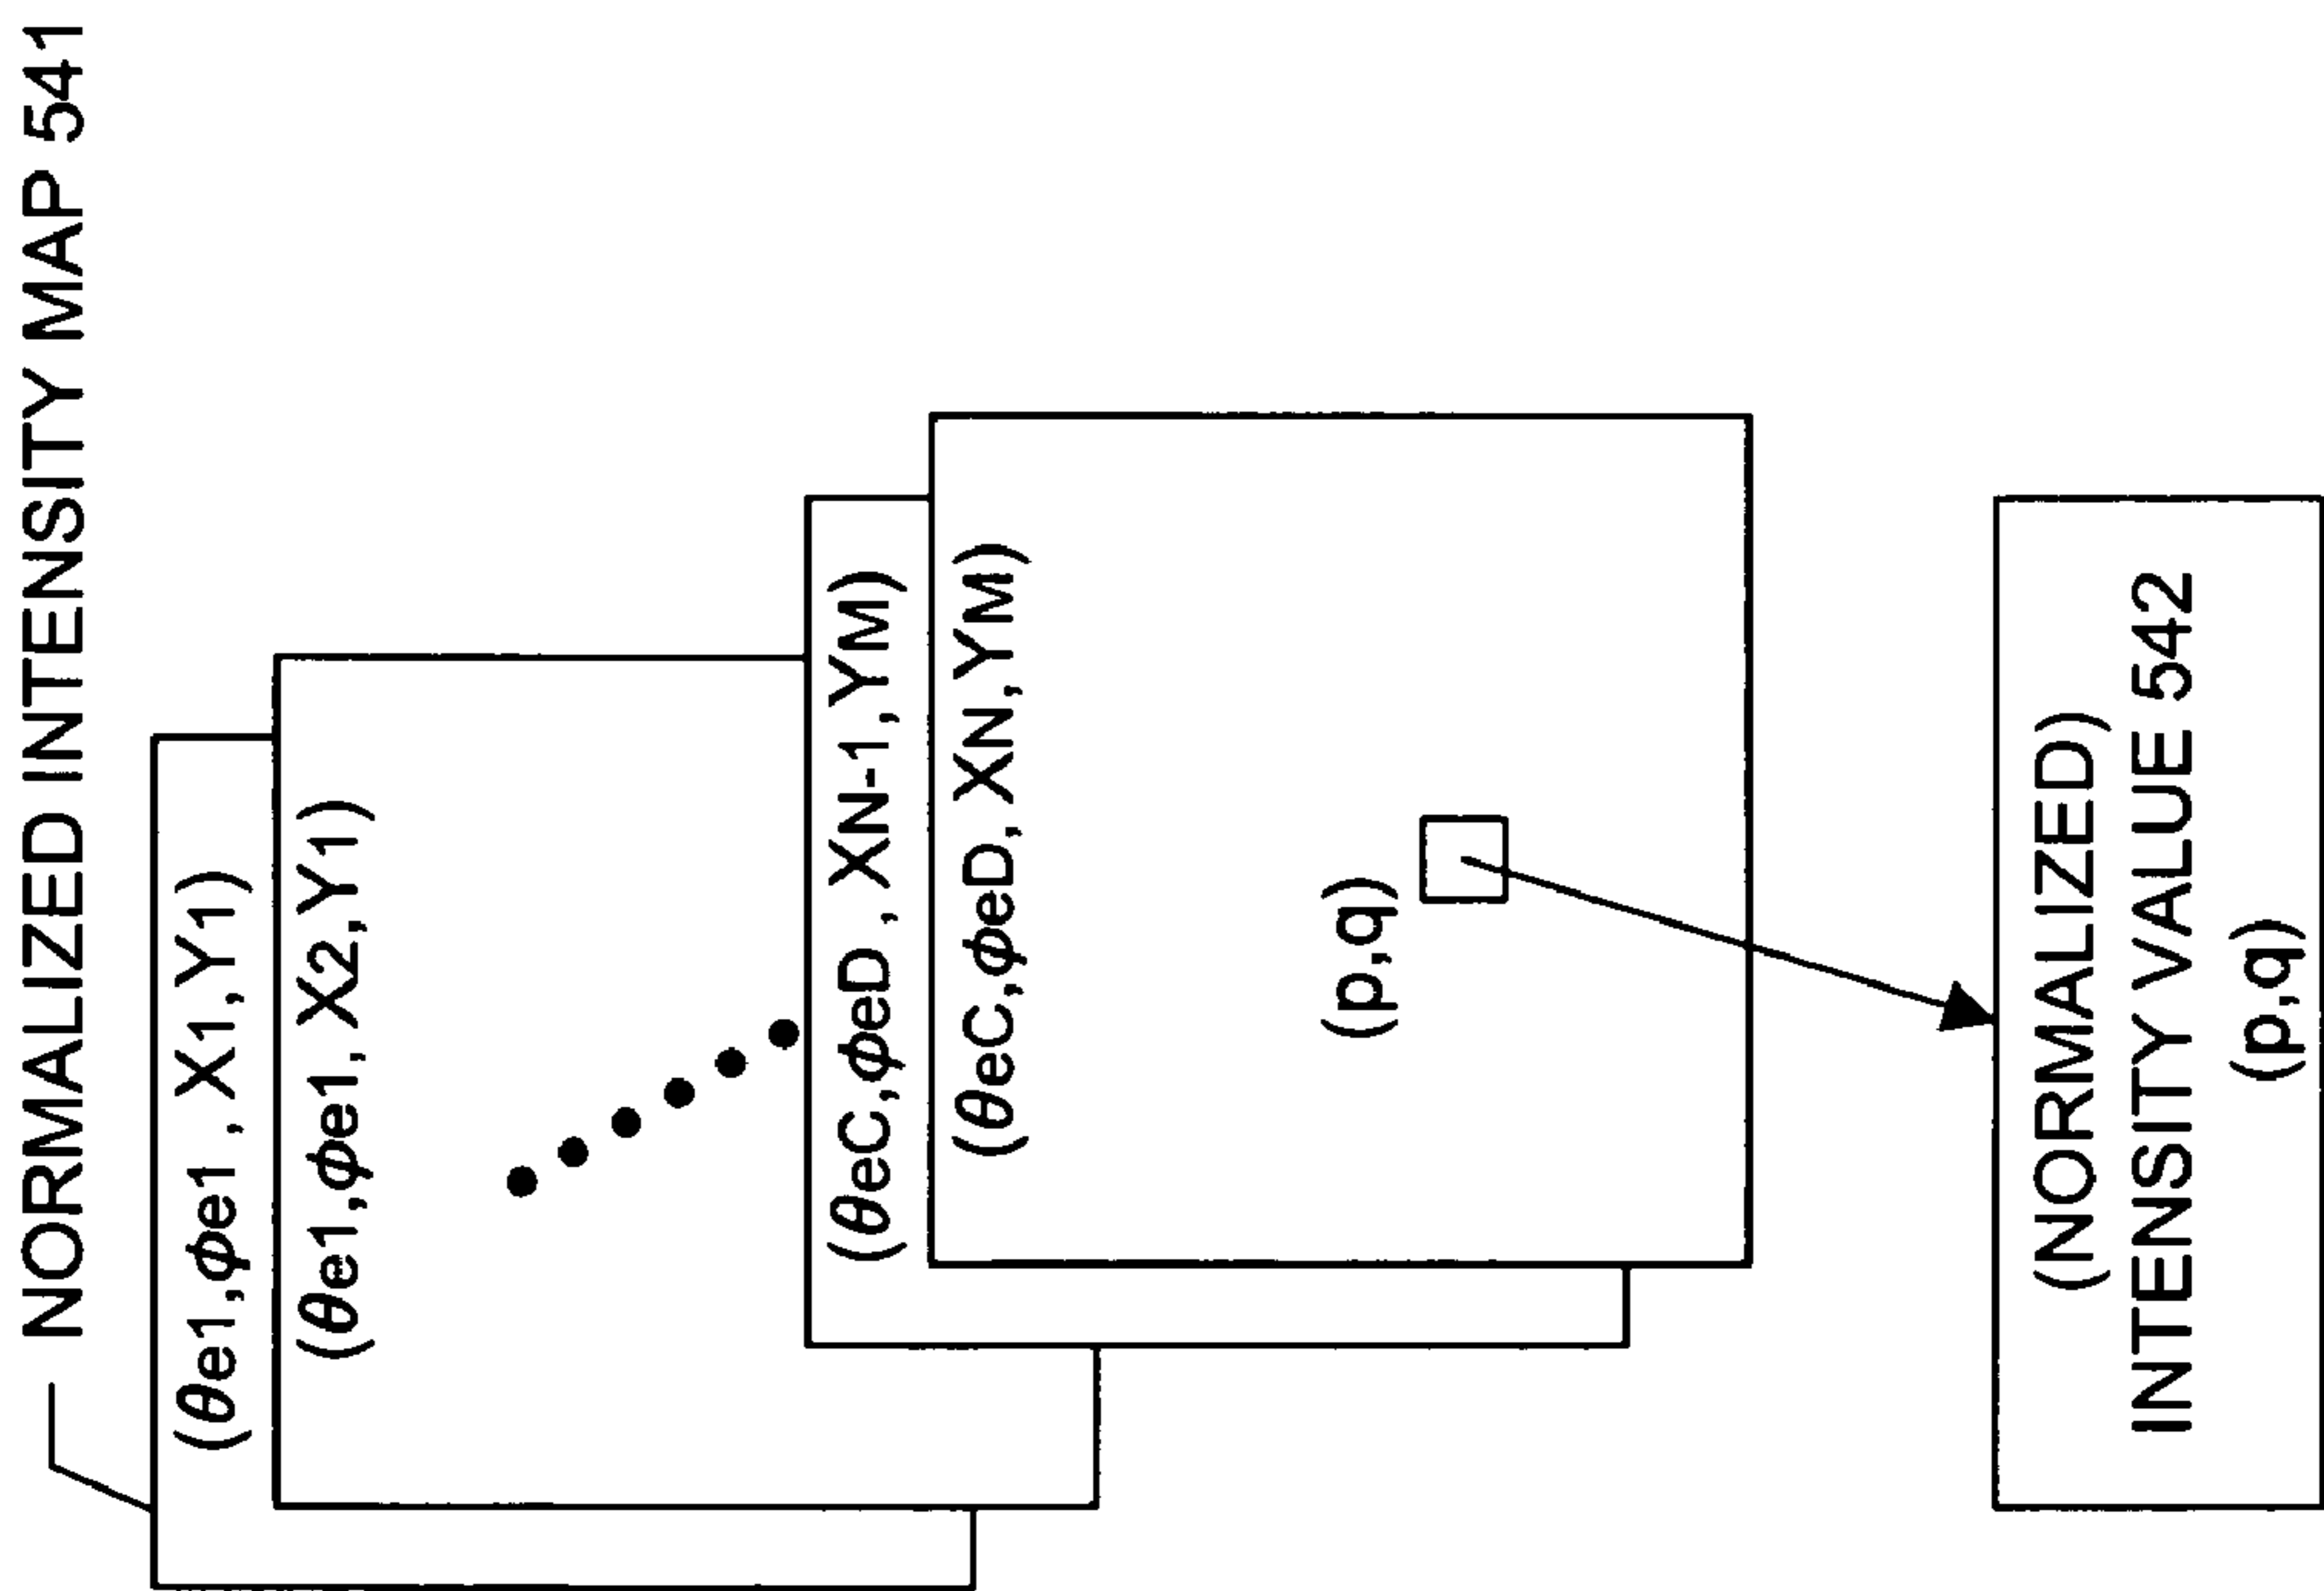 NORMALIZED INTENSITY MAP 541
(θe1,ϕe1 , X1,Y1)
(θe1,ϕe1, X2,Y1)
(θeC,ϕeD , XN-1,YM)
(θeC,ϕeD, XN,YM)
(p,q)
(NORMALIZED)
INTENSITY VALUE 542
(p,q)